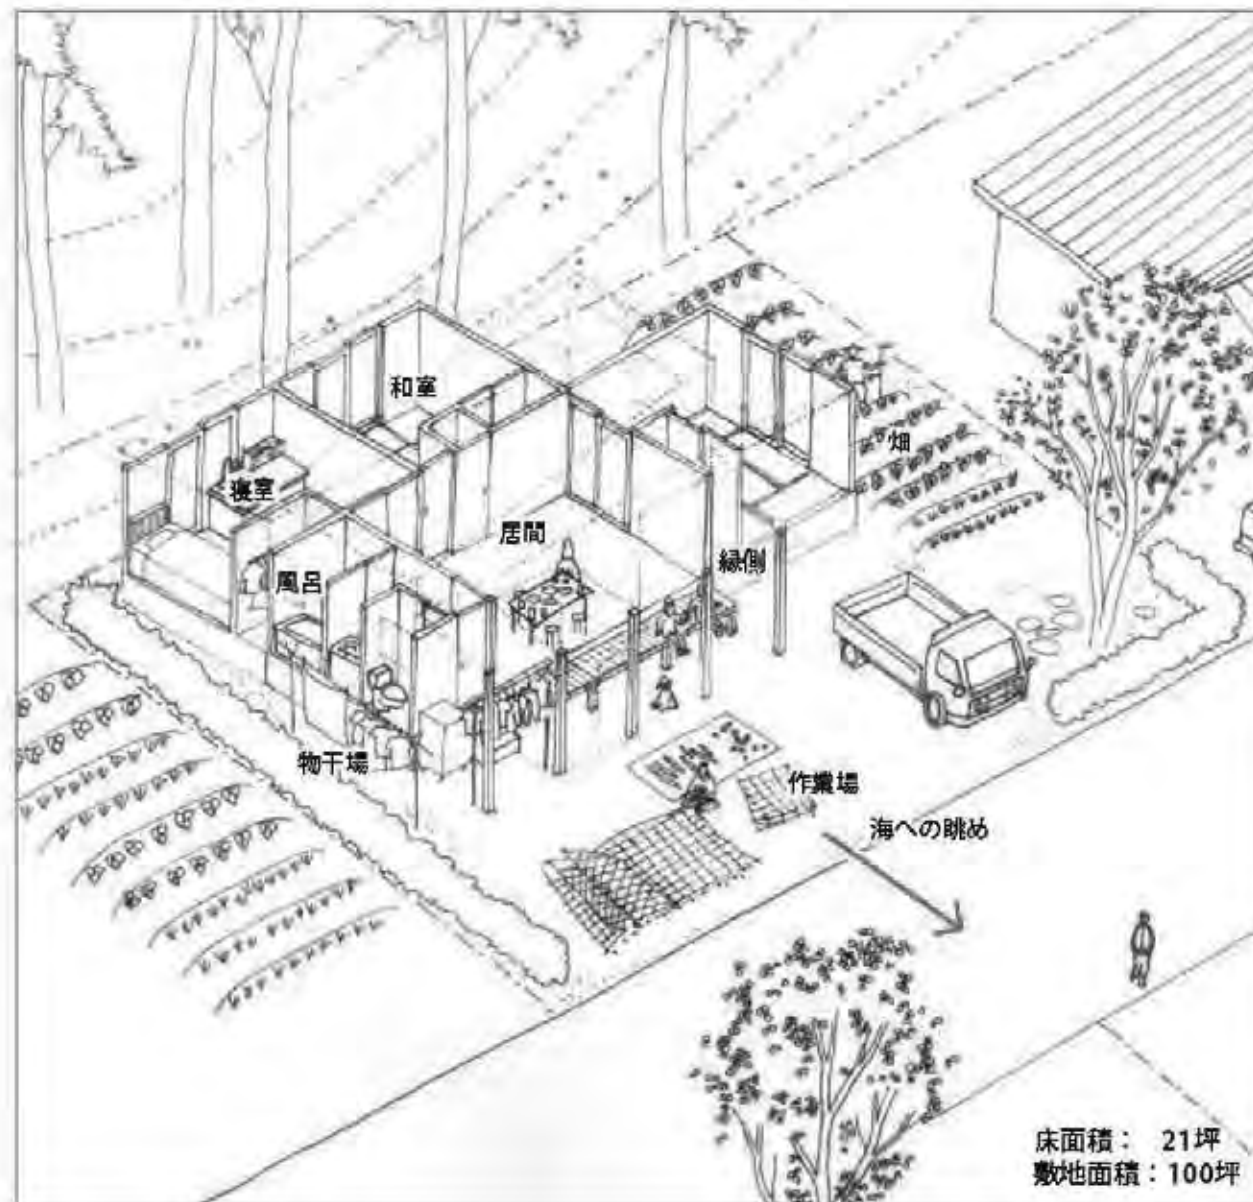 和室
畑
寝室
居間
縁側
風呂
物干場
作業場
海への眺め
床面積： 21坪
敷地面積：100坪